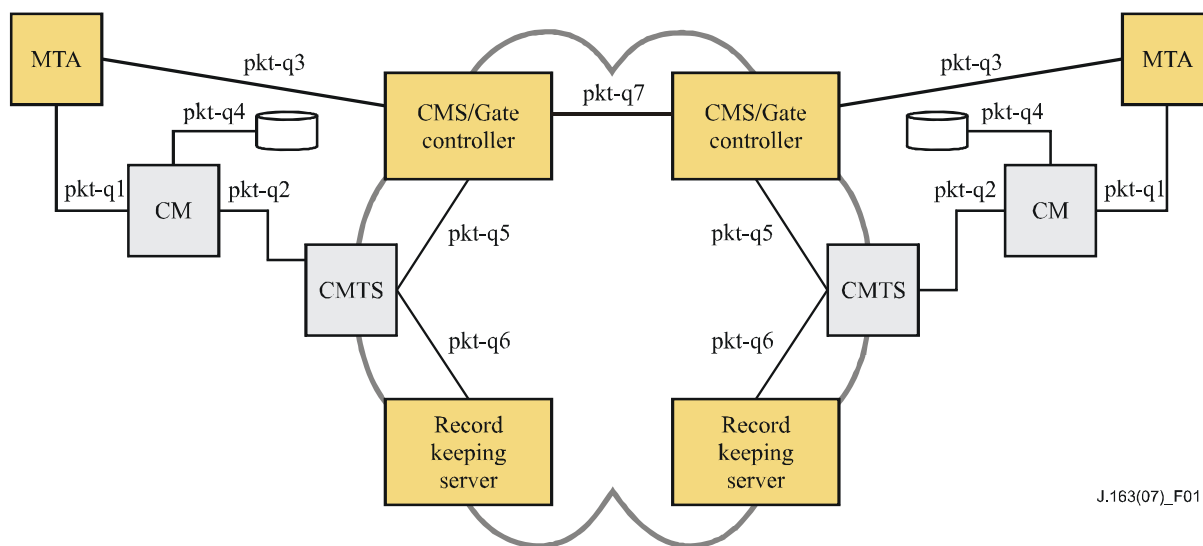 MTA
pkt-q3
pkt-q7
pkt-q3
MTA
pkt-q4
CMS/Gate
controller
CMS/Gate
controller
pkt-q4
pkt-q1
CM
pkt-q2
pkt-q2
CM
pkt-q1
pkt-q5
pkt-q5
CMTS
CMTS
pkt-q6
pkt-q6
Record
keeping
server
Record
keeping
server
J.163(07)_F01